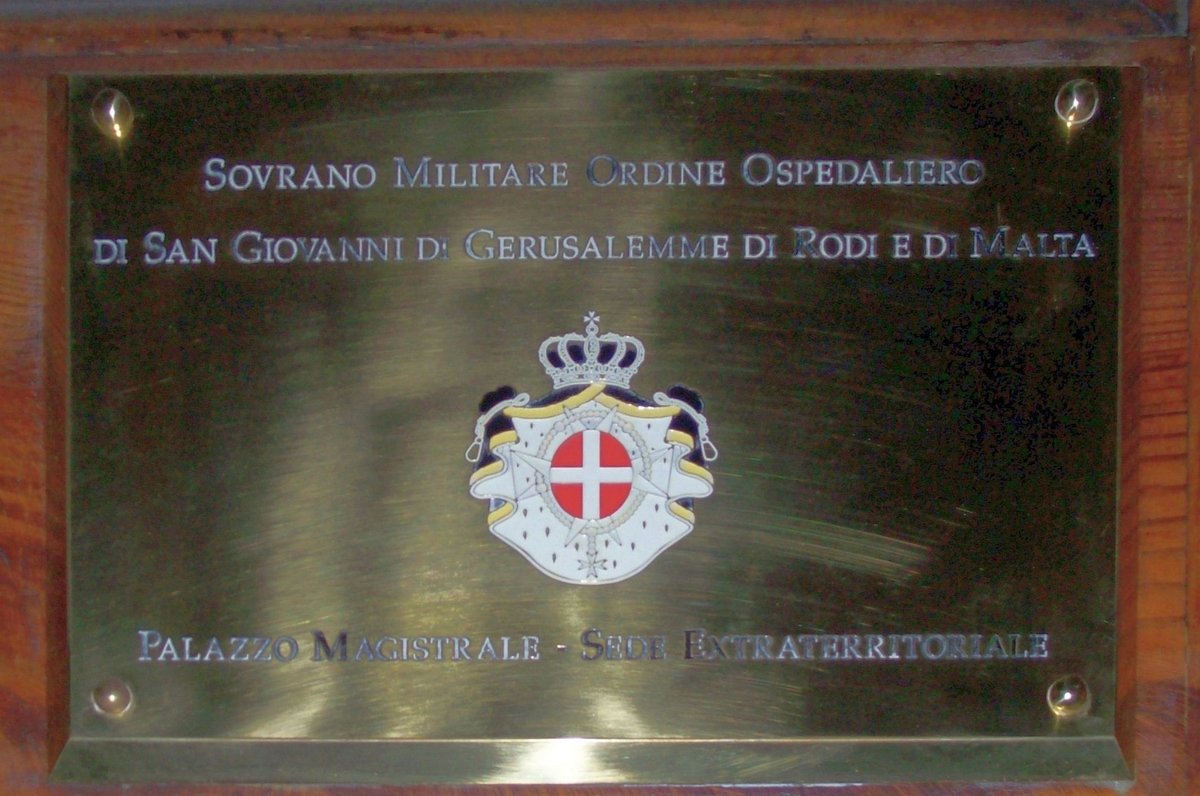 Sovrano Militare Ordine Ospedaliero
di San Giovanni di Gerusalemme di Rodi e di Malta
Palazzo Magistrale - Sede Extraterritoriale